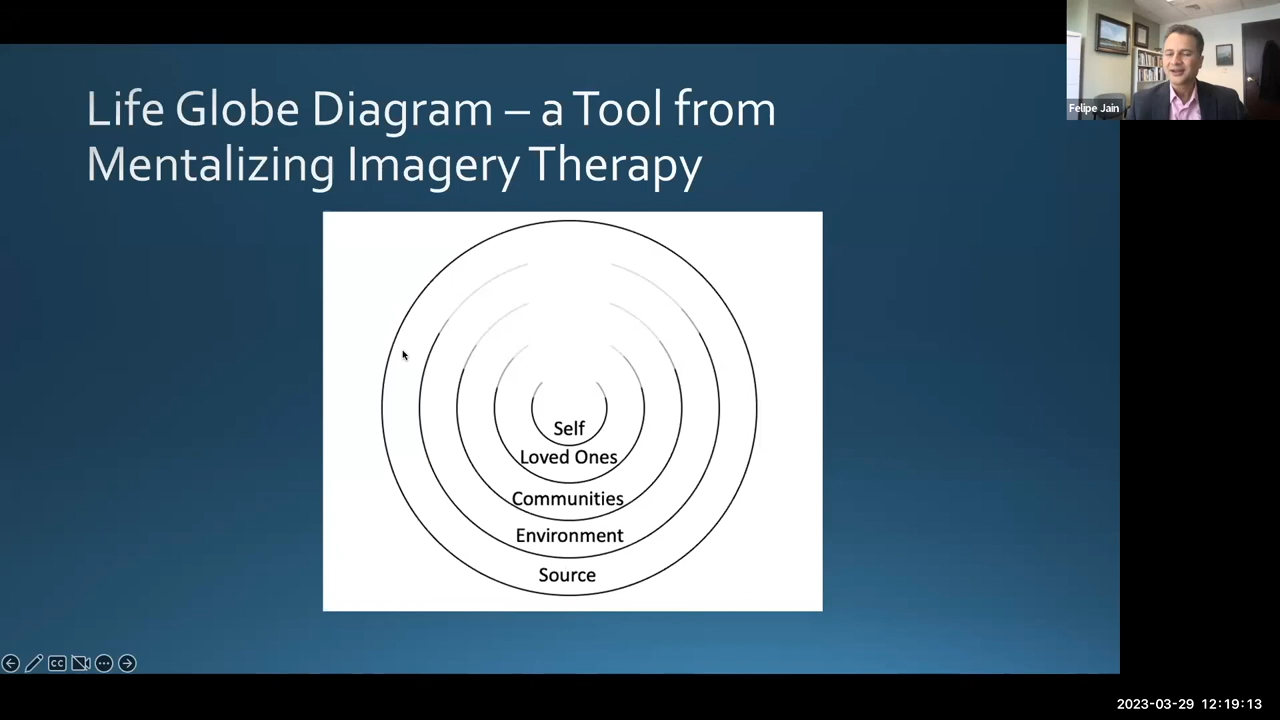 Life Globe Diagram – a Tool from
Mentalizing Imagery Therapy
Felipe Jain
Self
Loved Ones
Communities
Environment
Source
CC
2023-03-29 12:19:13